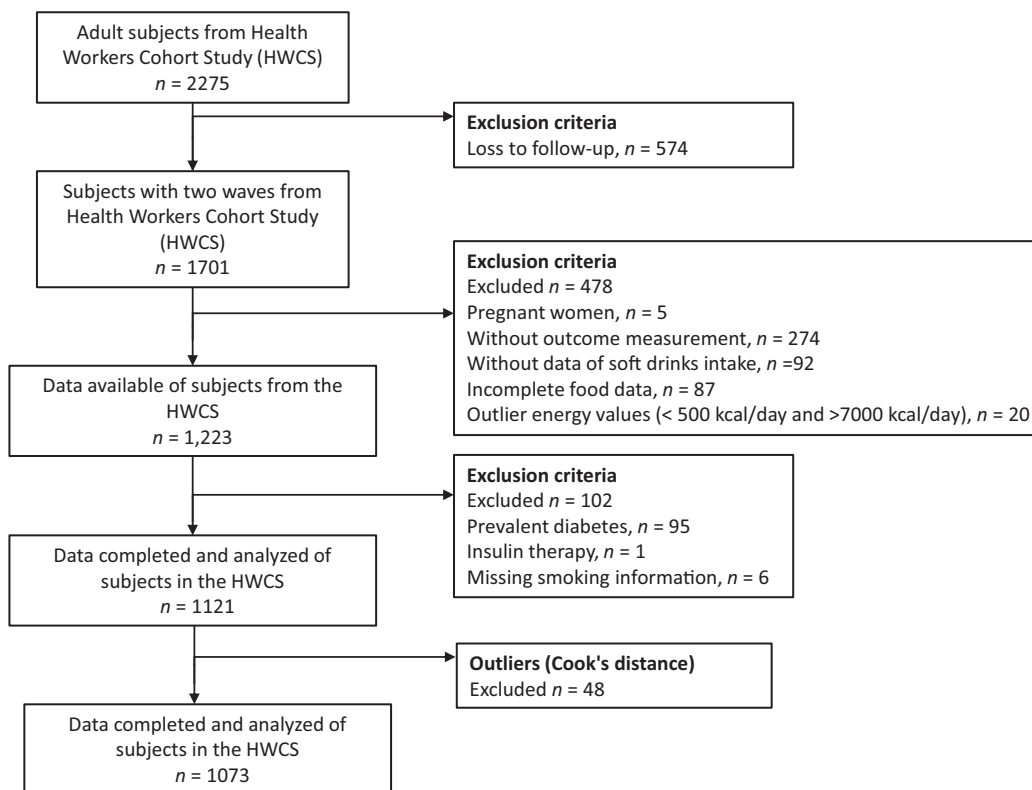 Adult subjects from Health
Workers Cohort Study (HWCS)
n = 2275
Exclusion criteria
Loss to follow-up, n = 574
Subjects with two waves from
Health Workers Cohort Study
(HWCS)
n = 1701
Exclusion criteria
Excluded n = 478
Pregnant women, n = 5
Without outcome measurement, n = 274
Without data of soft drinks intake, n =92
Incomplete food data, n = 87
Outlier energy values (< 500 kcal/day and >7000 kcal/day), n = 20
Data available of subjects from the
HWCS
n = 1,223
Exclusion criteria
Excluded n = 102
Prevalent diabetes, n = 95
Insulin therapy, n = 1
Missing smoking information, n = 6
Data completed and analyzed of
subjects in the HWCS
n = 1121
Outliers (Cook's distance)
Excluded n = 48
Data completed and analyzed of
subjects in the HWCS
n = 1073